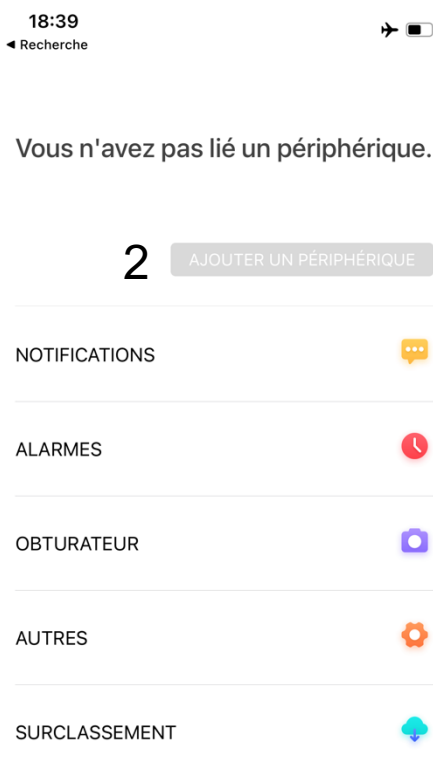 18:39
◀ Recherche
Vous n'avez pas lié un périphérique.
2 AJOUTER UN PÉRIPHÉRIQUE
NOTIFICATIONS
ALARMES
OBTURATEUR
AUTRES
SURCLASSEMENT